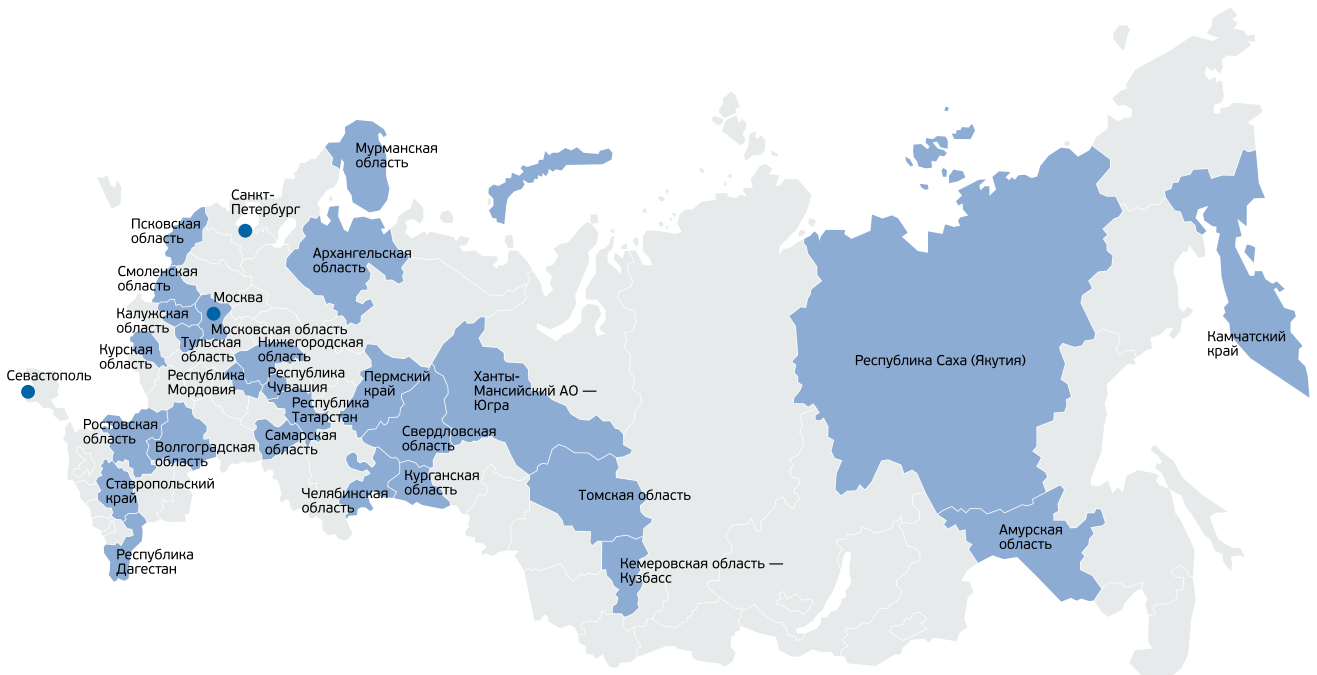 Мурманская
область
Санкт-
Петербург
Псковская
область
Архангельская
область
Смоленская
область
Москва
Калужская
область
Московская область
Тульская
область
Нижегородская
область
Курская
область
Севастополь
Республика
Мордовия
Республика
Чувашия
Пермский
край
Ханты-
Мансийский АО —
Югра
Республика Саха (Якутия)
Камчатский
край
Республика
Татарстан
Ростовская
область
Волгоградская
область
Самарская
область
Свердловская
область
Ставропольский
край
Челябинская
область
Курганская
область
Томская область
Амурская
область
Республика
Дагестан
Кемеровская область —
Кузбасс